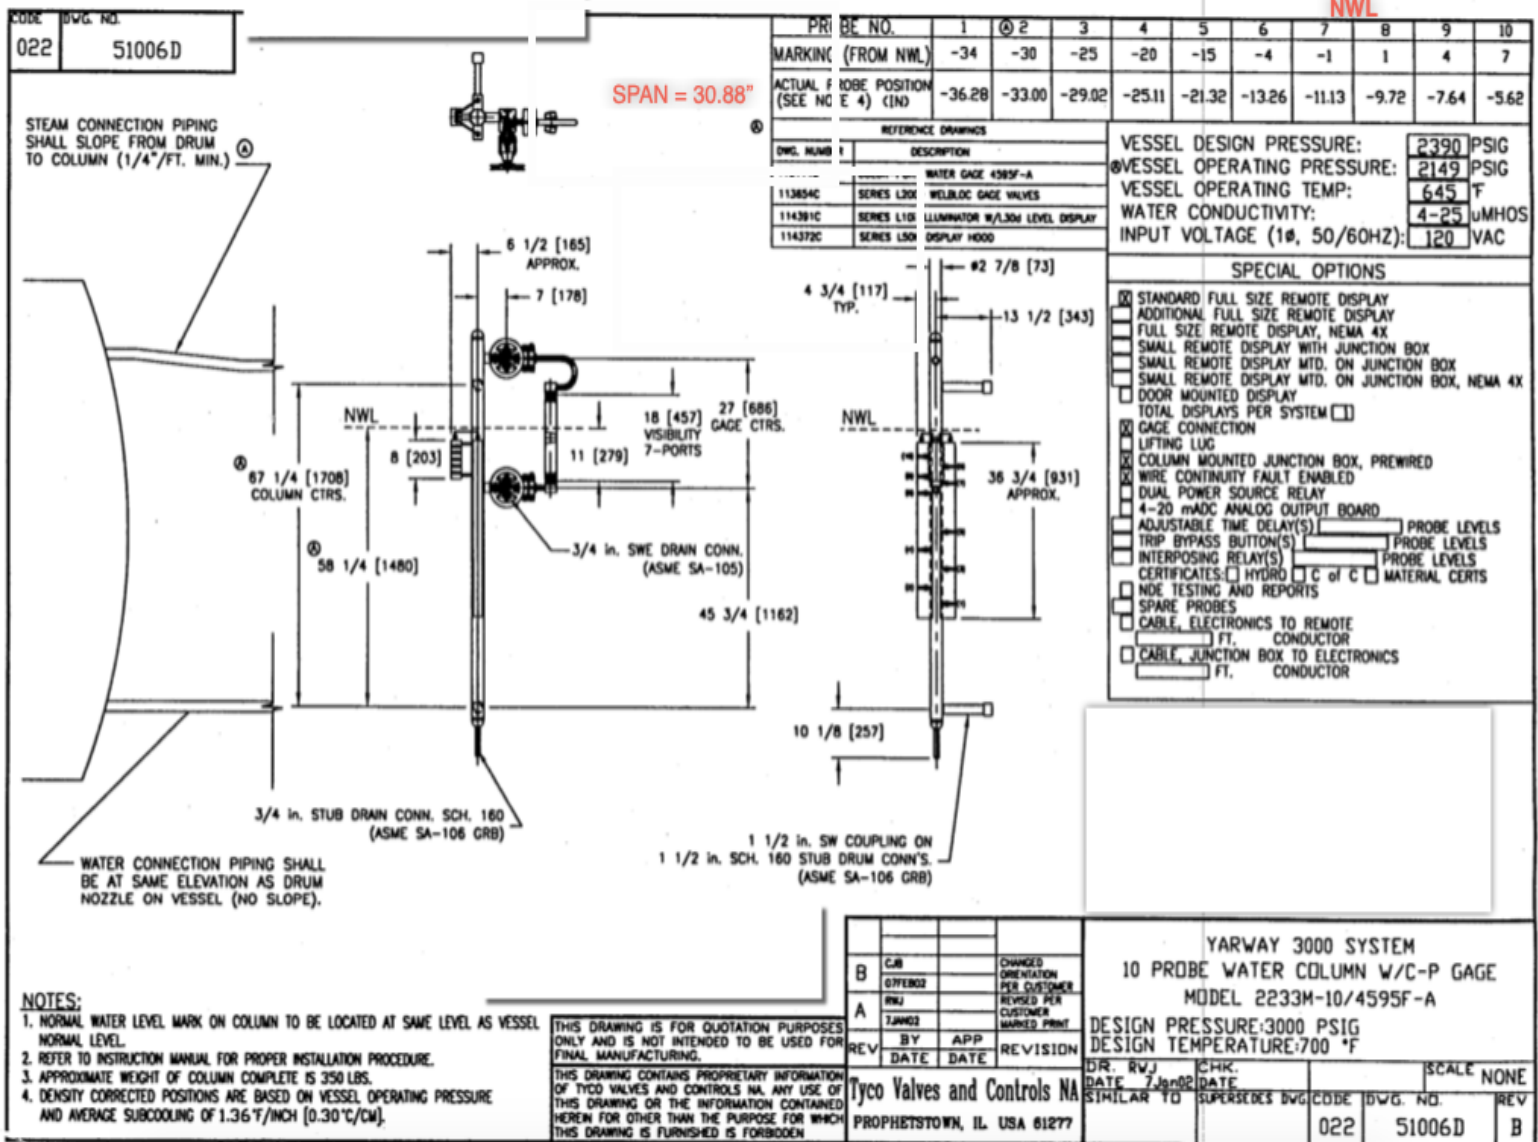 CODE
DWG. NO.
022
51006D
NWL
SPAN = 30.88"
PROBE NO. 1 Ⓐ 2 3 4 5 6 7 8 9 10
MARKING (FROM NWL) -34 -30 -25 -20 -15 -4 -1 1 4 7
ACTUAL PROBE POSITION
(SEE NOTE 4) (IN) -36.28 -33.00 -29.02 -25.11 -21.32 -13.26 -11.13 -9.72 -7.64 -5.62
Ⓐ
REFERENCE DRAWINGS
DWG. NUMB R DESCRIPTION
WATER GAGE 4595F-A
113654C SERIES L200 WELBLOC GAGE VALVES
114391C SERIES L10 ILLUMINATOR W/L30d LEVEL DISPLAY
114372C SERIES L50 DISPLAY HOOD
VESSEL DESIGN PRESSURE: 2390 PSIG
Ⓐ VESSEL OPERATING PRESSURE: 2149 PSIG
VESSEL OPERATING TEMP: 645 °F
WATER CONDUCTIVITY: 4-25 uMHOS
INPUT VOLTAGE (1ø, 50/60HZ): 120 VAC
SPECIAL OPTIONS
X STANDARD FULL SIZE REMOTE DISPLAY
ADDITIONAL FULL SIZE REMOTE DISPLAY
FULL SIZE REMOTE DISPLAY, NEMA 4X
SMALL REMOTE DISPLAY WITH JUNCTION BOX
SMALL REMOTE DISPLAY MTD. ON JUNCTION BOX
SMALL REMOTE DISPLAY MTD. ON JUNCTION BOX, NEMA 4X
DOOR MOUNTED DISPLAY
TOTAL DISPLAYS PER SYSTEM 1
X GAGE CONNECTION
LIFTING LUG
X COLUMN MOUNTED JUNCTION BOX, PREWIRED
X WIRE CONTINUITY FAULT ENABLED
DUAL POWER SOURCE RELAY
4-20 mADC ANALOG OUTPUT BOARD
ADJUSTABLE TIME DELAY(S) PROBE LEVELS
TRIP BYPASS BUTTON(S) PROBE LEVELS
INTERPOSING RELAY(S) PROBE LEVELS
CERTIFICATES: HYDRO C of C MATERIAL CERTS
NDE TESTING AND REPORTS
SPARE PROBES
CABLE, ELECTRONICS TO REMOTE
FT. CONDUCTOR
CABLE, JUNCTION BOX TO ELECTRONICS
FT. CONDUCTOR
STEAM CONNECTION PIPING
SHALL SLOPE FROM DRUM
TO COLUMN (1/4"/FT. MIN.) Ⓐ
6 1/2 [165]
APPROX.
7 [178]
NWL
8 [203]
18 [457]
VISIBILITY
7-PORTS
27 [686]
GAGE CTRS.
11 [279]
Ⓐ
67 1/4 [1708]
COLUMN CTRS.
Ⓐ
58 1/4 [1480]
3/4 in. SWE DRAIN CONN.
(ASME SA-105)
45 3/4 [1162]
ø2 7/8 [73]
4 3/4 [117]
TYP.
13 1/2 [343]
NWL
36 3/4 [931]
APPROX.
10 1/8 [257]
3/4 in. STUB DRAIN CONN. SCH. 160
(ASME SA-106 GRB)
1 1/2 in. SW COUPLING ON
1 1/2 in. SCH. 160 STUB DRUM CONN'S.
(ASME SA-106 GRB)
WATER CONNECTION PIPING SHALL
BE AT SAME ELEVATION AS DRUM
NOZZLE ON VESSEL (NO SLOPE).
NOTES:
1. NORMAL WATER LEVEL MARK ON COLUMN TO BE LOCATED AT SAME LEVEL AS VESSEL
NORMAL LEVEL.
2. REFER TO INSTRUCTION MANUAL FOR PROPER INSTALLATION PROCEDURE.
3. APPROXIMATE WEIGHT OF COLUMN COMPLETE IS 350 LBS.
4. DENSITY CORRECTED POSITIONS ARE BASED ON VESSEL OPERATING PRESSURE
AND AVERAGE SUBCOOLING OF 1.36°F/INCH [0.30°C/CM].
THIS DRAWING IS FOR QUOTATION PURPOSES
ONLY AND IS NOT INTENDED TO BE USED FOR
FINAL MANUFACTURING.
THIS DRAWING CONTAINS PROPRIETARY INFORMATION
OF TYCO VALVES AND CONTROLS NA. ANY USE OF
THIS DRAWING OR THE INFORMATION CONTAINED
HEREIN FOR OTHER THAN THE PURPOSE FOR WHICH
THIS DRAWING IS FURNISHED IS FORBIDDEN
B
CJB
07FEB02
CHANGED
ORIENTATION
PER CUSTOMER
A
RWJ
7JAN02
REVISED PER
CUSTOMER
MARKED PRINT
REV
BY APP
DATE DATE
REVISION
Tyco Valves and Controls NA
PROPHETSTOWN, IL USA 61277
YARWAY 3000 SYSTEM
10 PROBE WATER COLUMN W/C-P GAGE
MODEL 2233M-10/4595F-A
DESIGN PRESSURE:3000 PSIG
DESIGN TEMPERATURE:700 °F
DR. RWJ CHK. SCALE NONE
DATE 7Jan02 DATE
SIMILAR TO SUPERSEDES DWG CODE DWG. NO. REV
022 51006D B